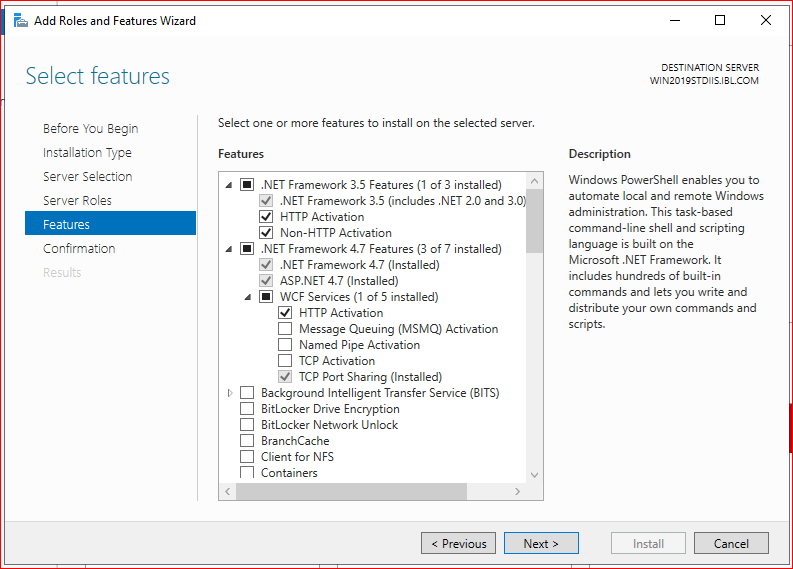 Add Roles and Features Wizard
Select features
DESTINATION SERVER
WIN2019STDIIS.IBL.COM
Before You Begin
Installation Type
Server Selection
Server Roles
Features
Confirmation
Results
Select one or more features to install on the selected server.
Features
.NET Framework 3.5 Features (1 of 3 installed)
.NET Framework 3.5 (includes .NET 2.0 and 3.0)
HTTP Activation
Non-HTTP Activation
.NET Framework 4.7 Features (3 of 7 installed)
.NET Framework 4.7 (Installed)
ASP.NET 4.7 (Installed)
WCF Services (1 of 5 installed)
HTTP Activation
Message Queuing (MSMQ) Activation
Named Pipe Activation
TCP Activation
TCP Port Sharing (Installed)
Background Intelligent Transfer Service (BITS)
BitLocker Drive Encryption
BitLocker Network Unlock
BranchCache
Client for NFS
Containers
Description
Windows PowerShell enables you to
automate local and remote Windows
administration. This task-based
command-line shell and scripting
language is built on the
Microsoft .NET Framework. It
includes hundreds of built-in
commands and lets you write and
distribute your own commands and
scripts.
< Previous
Next >
Install
Cancel